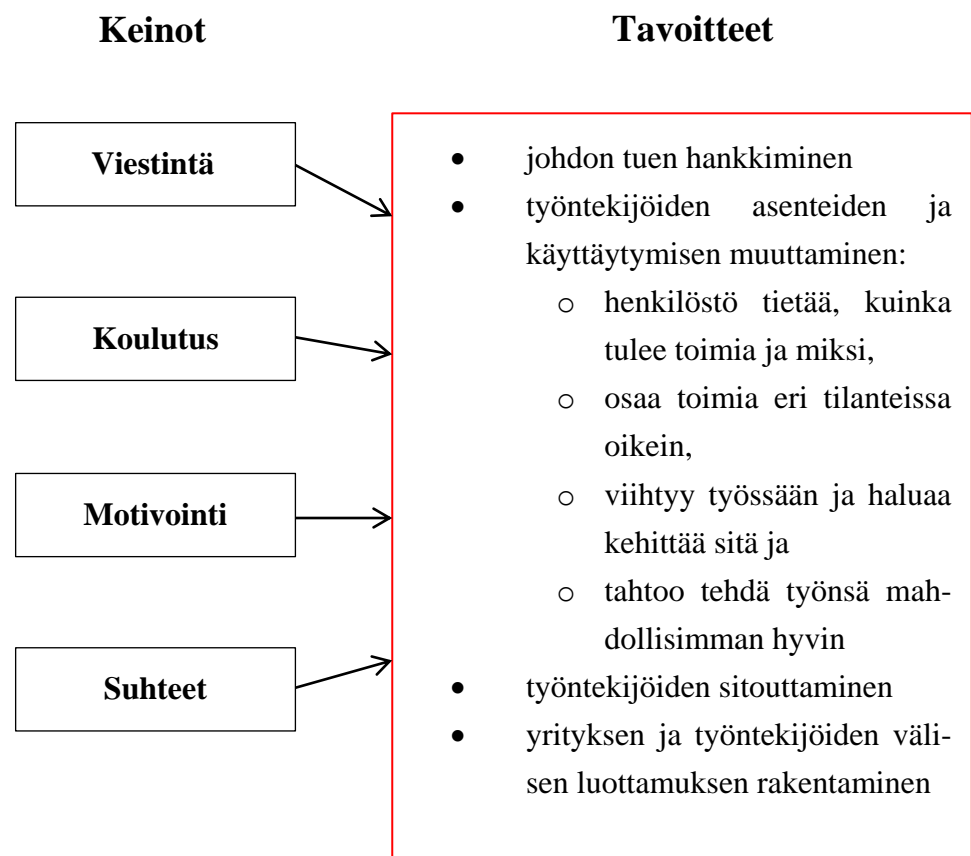 Keinot
Tavoitteet
Viestintä
Koulutus
Motivointi
Suhteet
• johdon tuen hankkiminen
• työntekijöiden asenteiden ja
käyttäytymisen muuttaminen:
o henkilöstö tietää, kuinka
tulee toimia ja miksi,
o osaa toimia eri tilanteissa
oikein,
o viihtyy työssään ja haluaa
kehittää sitä ja
o tahtoo tehdä työnsä mah-
dollisimman hyvin
• työntekijöiden sitouttaminen
• yrityksen ja työntekijöiden väli-
sen luottamuksen rakentaminen